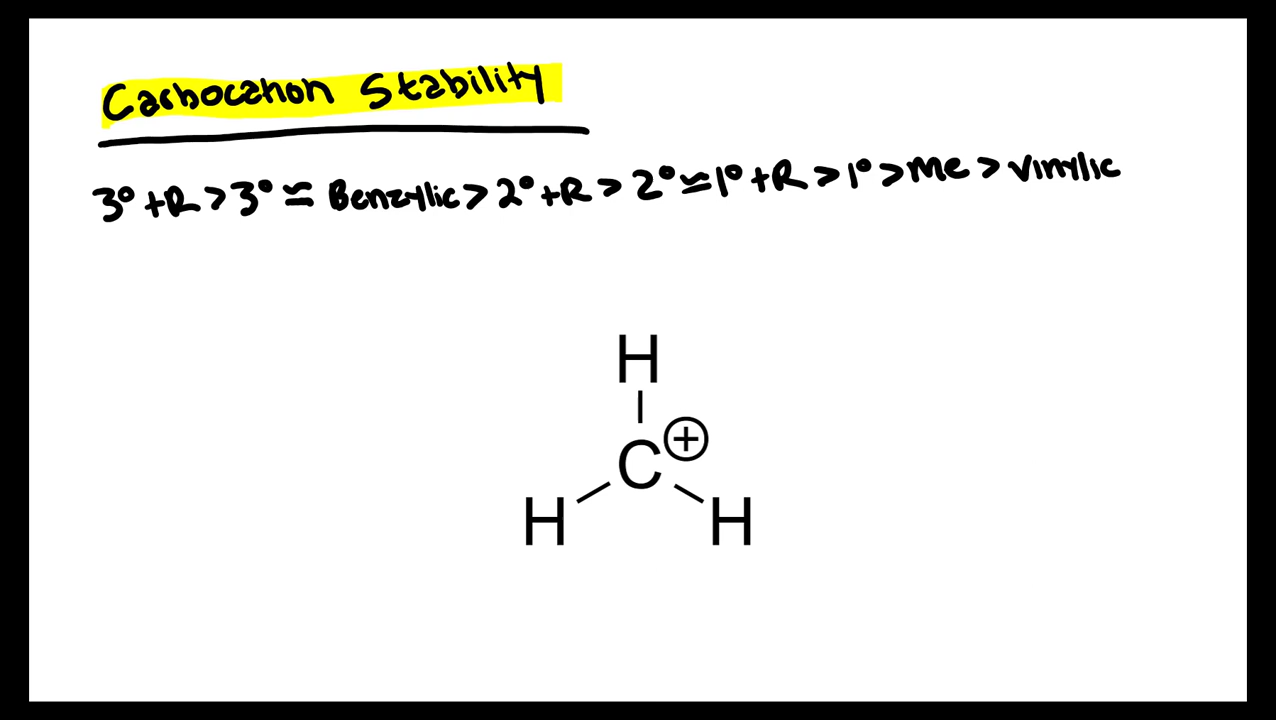 Carbocation Stability
3° +R > 3° ≃ Benzylic > 2° +R > 2° ≃ 1° +R > 1° > Me > Vinylic
H
C +
H H